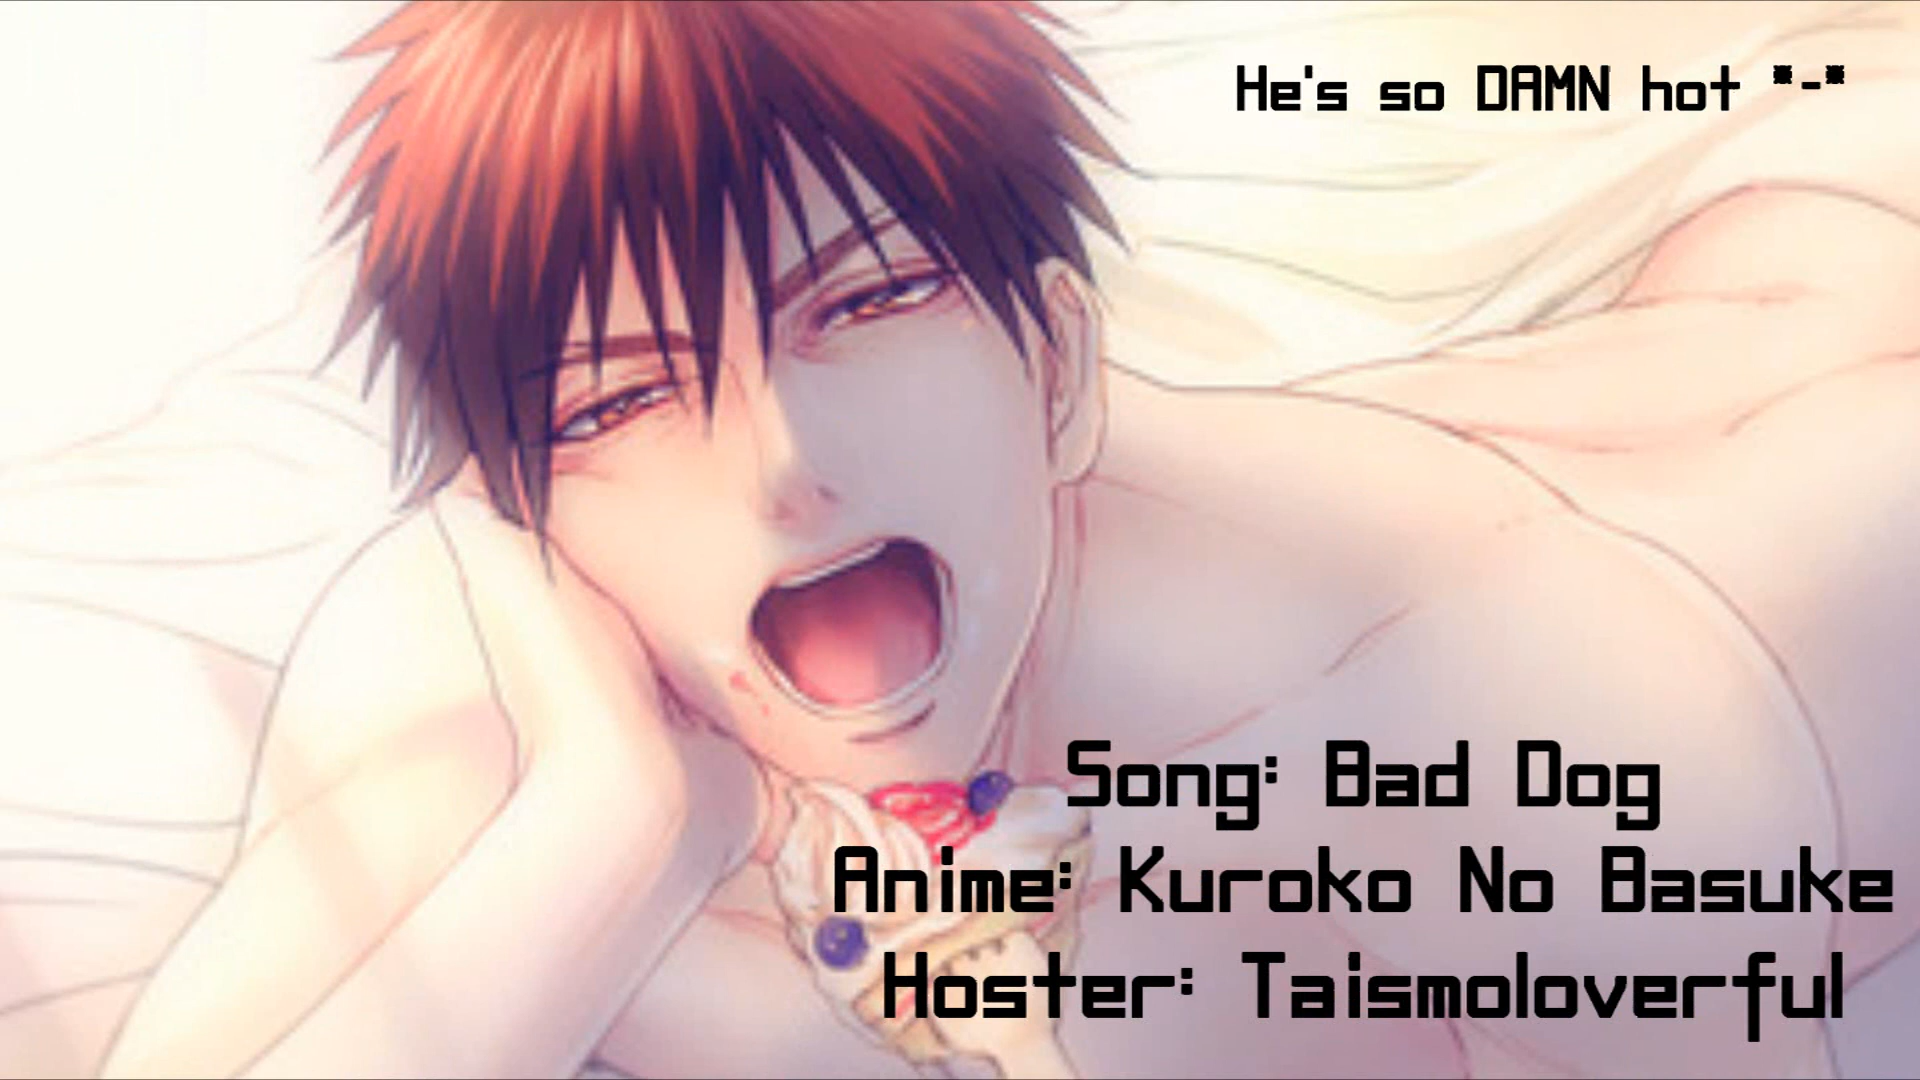 He's so DAMN hot *-*
Song: Bad Dog
Anime: Kuroko No Basuke
Hoster: Taismoloverful